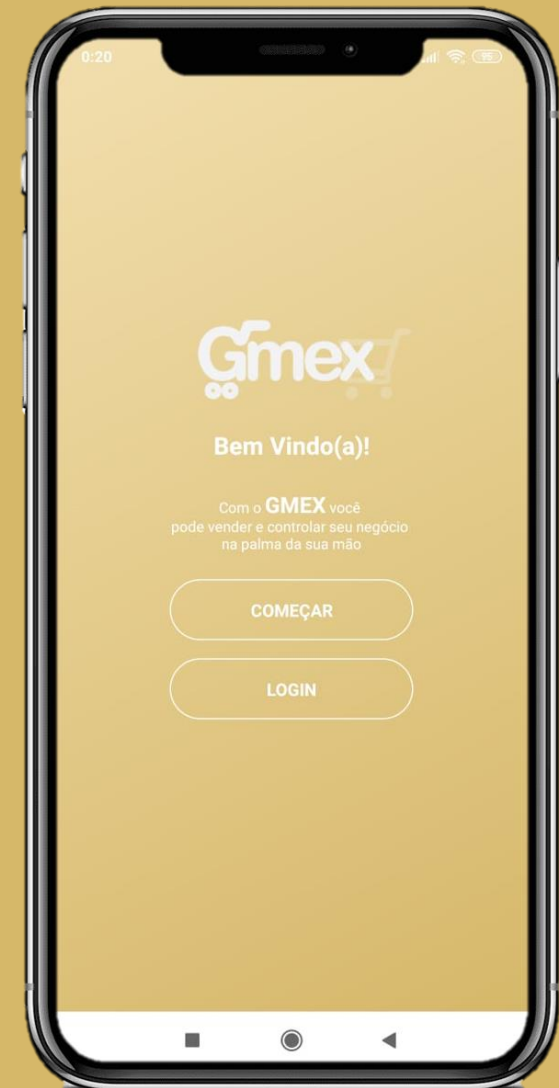 0:20
95
Gmex
Bem Vindo(a)!
Com o GMEX você
pode vender e controlar seu negócio
na palma da sua mão
COMEÇAR
LOGIN